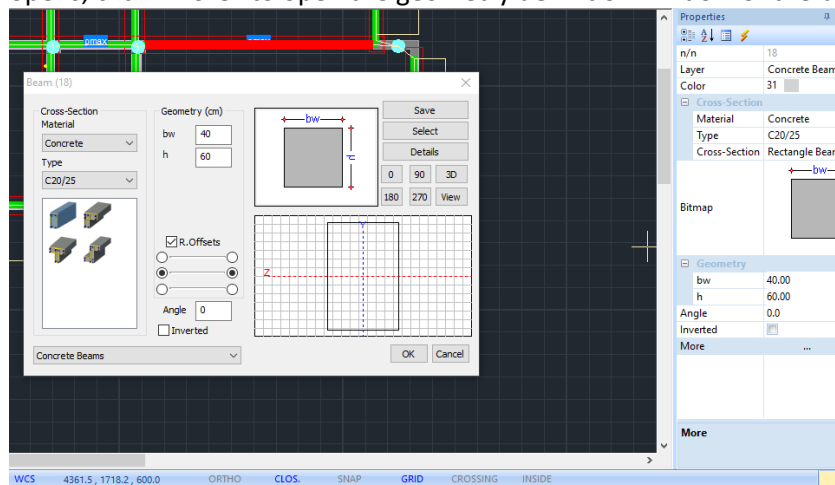 Properties
n/n 18
Layer Concrete Beam
Color 31
Cross-Section
Material Concrete
Type C20/25
Cross-Section Rectangle Bear
bw
Bitmap
Geometry
bw 40.00
h 60.00
Angle 0.0
Inverted
More ...
More
pmax
Beam (18)
Cross-Section
Material
Concrete
Type
C20/25
Geometry (cm)
bw 40
h 60
R.Offsets
Angle 0
Inverted
bw
h
Save
Select
Details
0 90 3D
180 270 View
Y
Z
Concrete Beams
OK Cancel
WCS 4361.5 , 1718.2 , 600.0 ORTHO CLOS. SNAP GRID CROSSING INSIDE